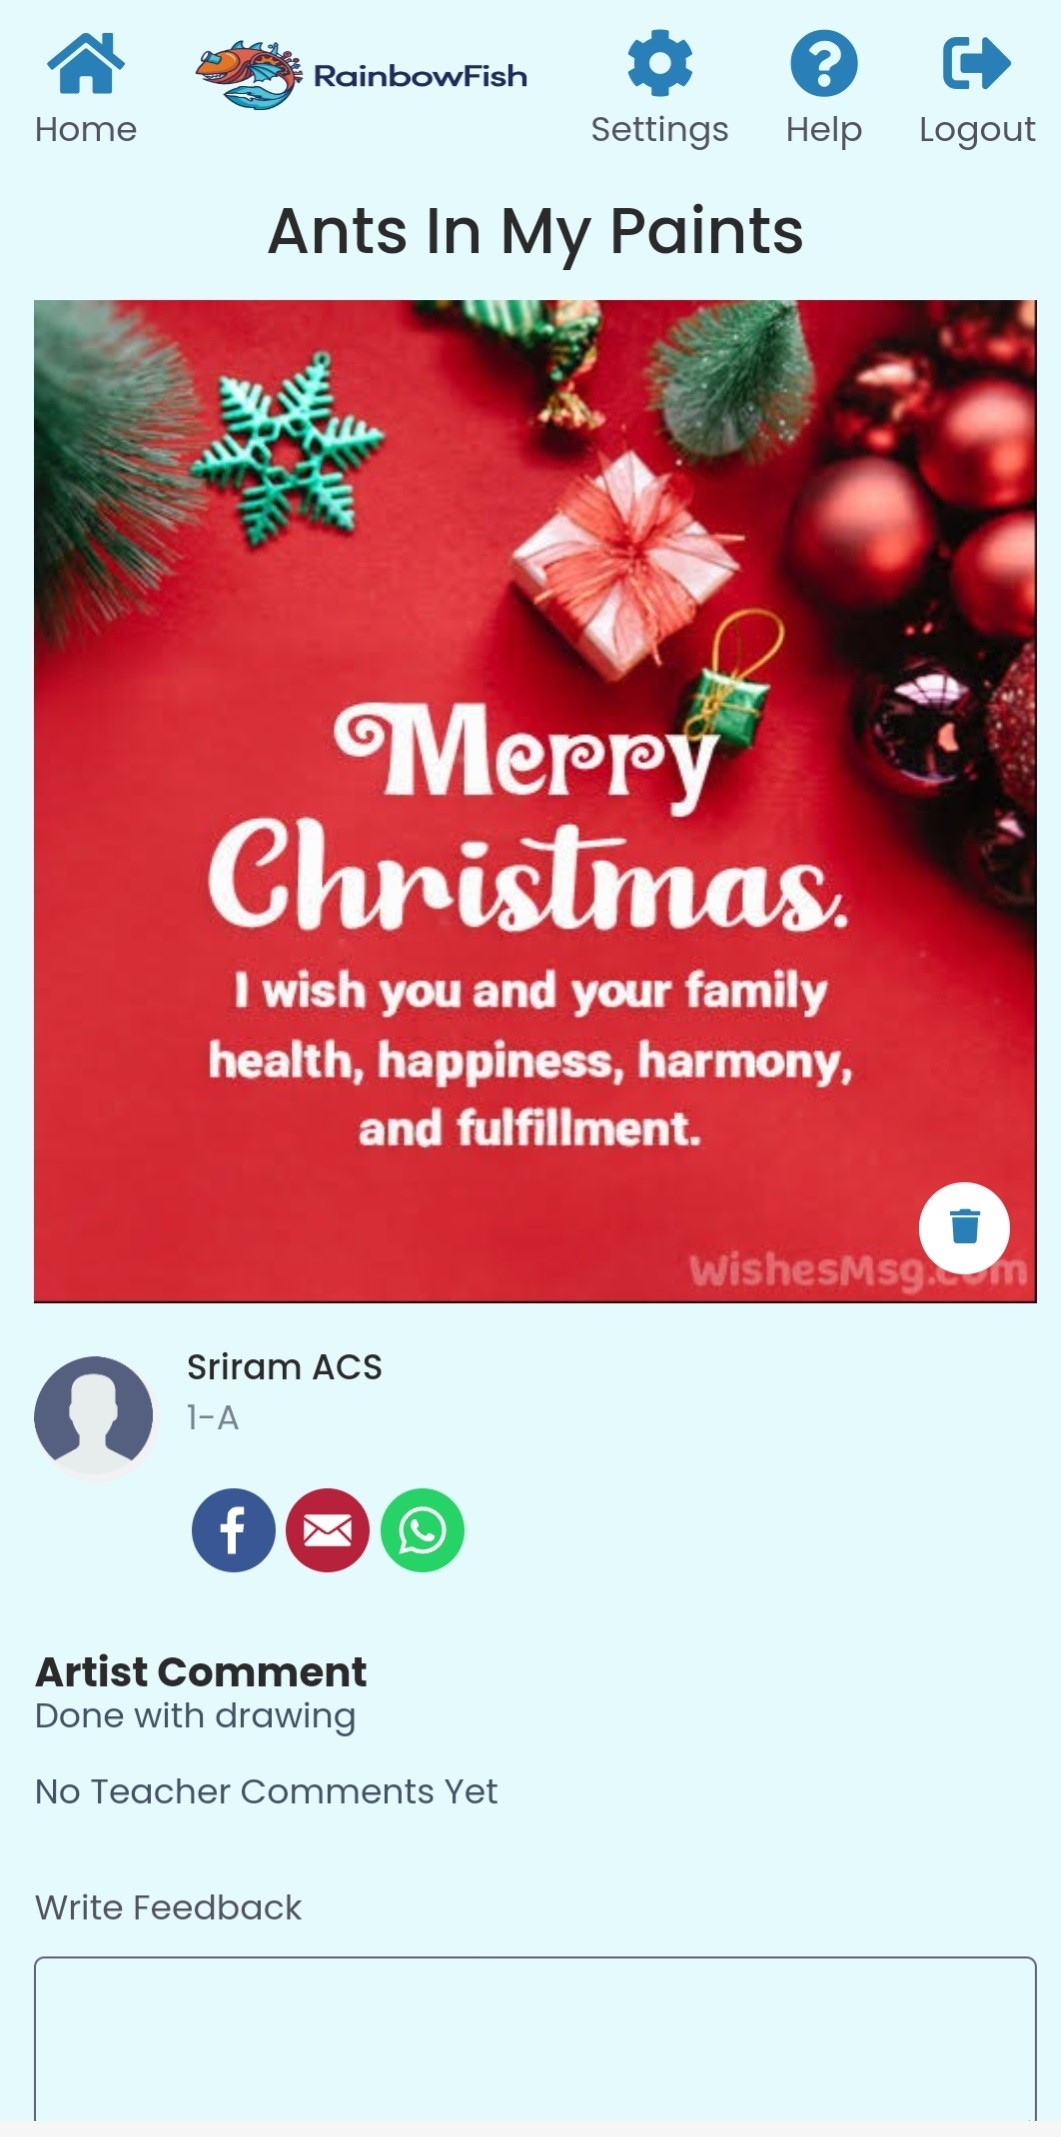 Home
RainbowFish
Settings
Help
Logout
Ants In My Paints
Merry
Christmas.
I wish you and your family
health, happiness, harmony,
and fulfillment.
WishesMsg.com
Sriram ACS
1-A
Artist Comment
Done with drawing
No Teacher Comments Yet
Write Feedback